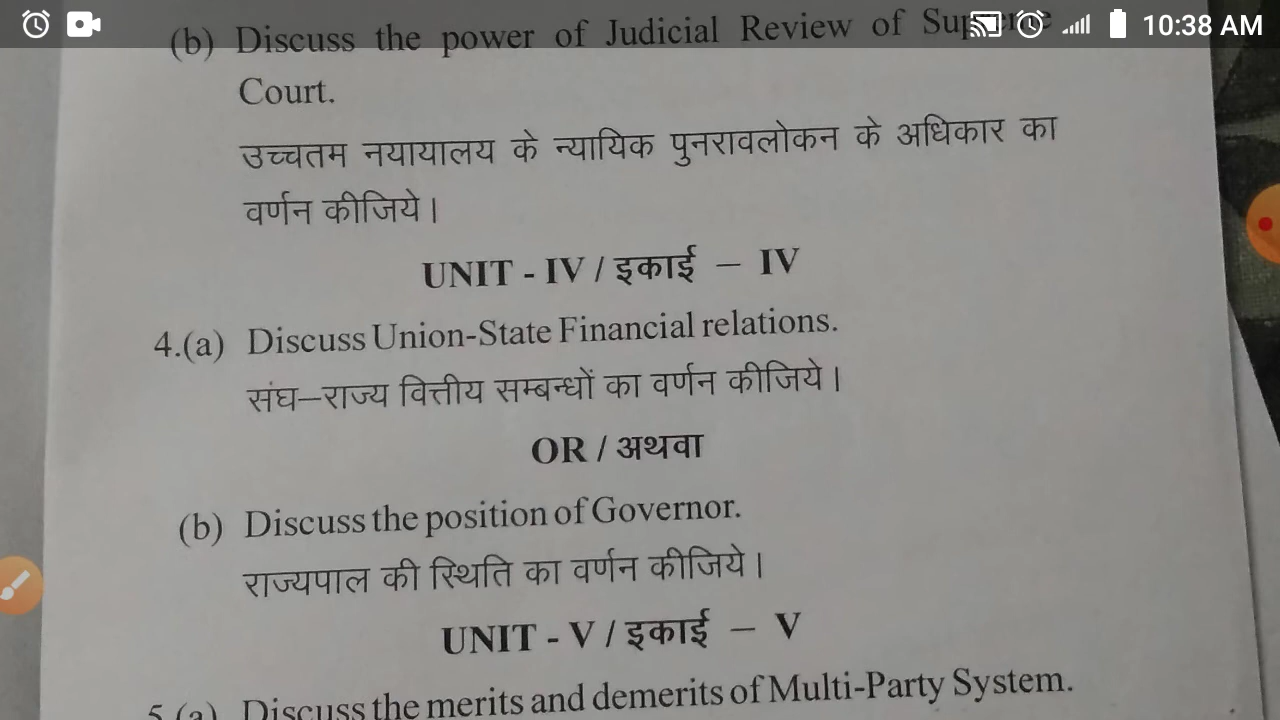 10:38 AM
(b) Discuss the power of Judicial Review of Supreme
Court.
उच्चतम नयायालय के न्यायिक पुनरावलोकन के अधिकार का
वर्णन कीजिये।
UNIT - IV / इकाई – IV
4.(a) Discuss Union-State Financial relations.
संघ–राज्य वित्तीय सम्बन्धों का वर्णन कीजिये।
OR / अथवा
(b) Discuss the position of Governor.
राज्यपाल की स्थिति का वर्णन कीजिये।
UNIT - V / इकाई – V
5.(a) Discuss the merits and demerits of Multi-Party System.